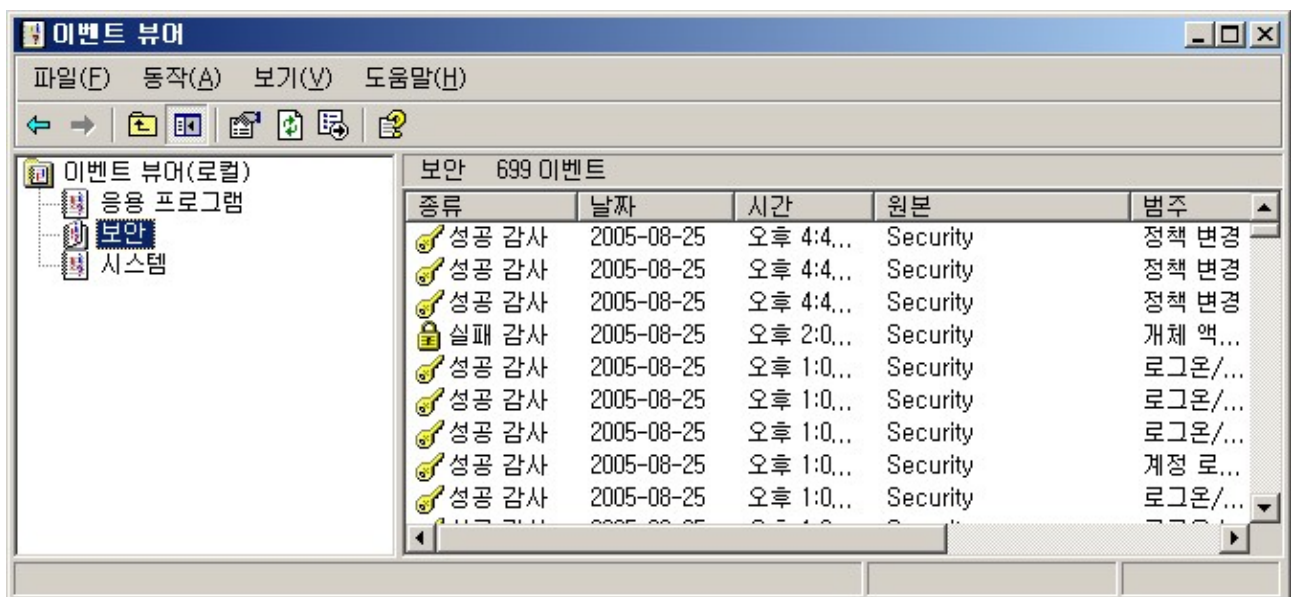 이벤트 뷰어
파일(F) 동작(A) 보기(V) 도움말(H)
이벤트 뷰어(로컬)
응용 프로그램
보안
시스템
보안 699 이벤트
종류 날짜 시간 원본 범주
성공 감사 2005-08-25 오후 4:4... Security 정책 변경
성공 감사 2005-08-25 오후 4:4... Security 정책 변경
성공 감사 2005-08-25 오후 4:4... Security 정책 변경
실패 감사 2005-08-25 오후 2:0... Security 개체 액...
성공 감사 2005-08-25 오후 1:0... Security 로그온/...
성공 감사 2005-08-25 오후 1:0... Security 로그온/...
성공 감사 2005-08-25 오후 1:0... Security 로그온/...
성공 감사 2005-08-25 오후 1:0... Security 계정 로...
성공 감사 2005-08-25 오후 1:0... Security 로그온/...